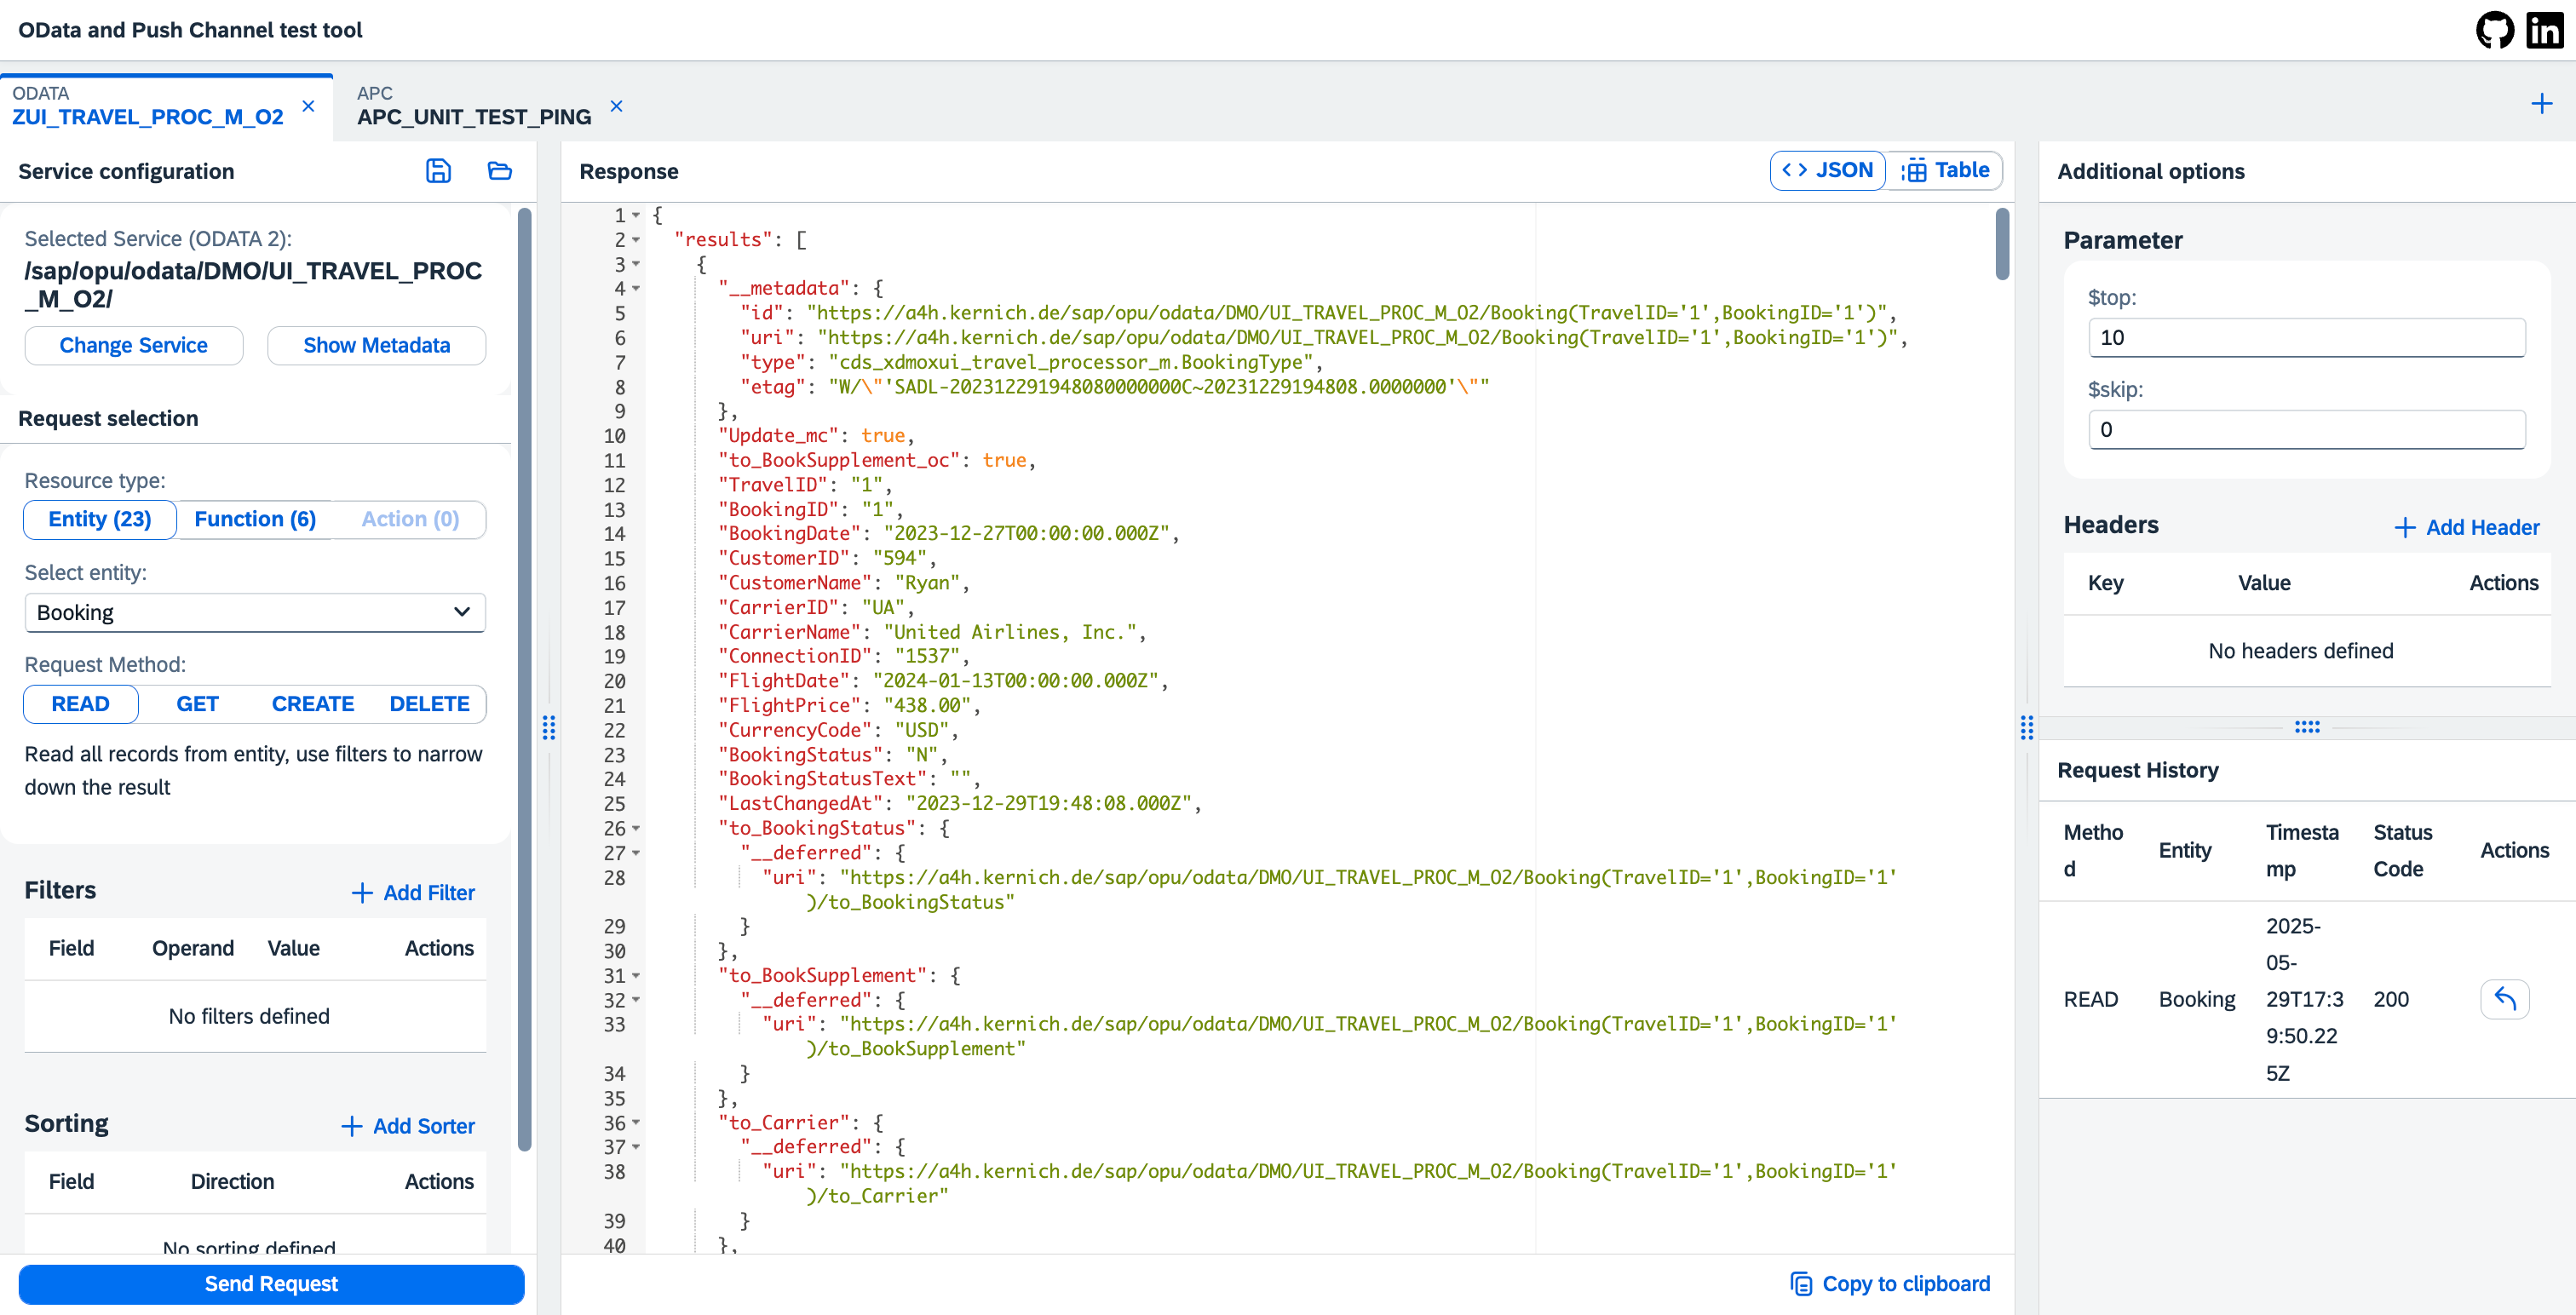 OData and Push Channel test tool
ODATA
ZUI_TRAVEL_PROC_M_O2
APC
APC_UNIT_TEST_PING
Service configuration
Selected Service (ODATA 2):
/sap/opu/odata/DMO/UI_TRAVEL_PROC
_M_O2/
Change Service
Show Metadata
Request selection
Resource type:
Entity (23)
Function (6)
Action (0)
Select entity:
Booking
Request Method:
READ
GET
CREATE
DELETE
Read all records from entity, use filters to narrow
down the result
Filters
Add Filter
Field Operand Value Actions
No filters defined
Sorting
Add Sorter
Field Direction Actions
No sorting defined
Send Request
Response
JSON
Table
1 {
2 "results": [
3 {
4 "__metadata": {
5 "id": "https://a4h.kernich.de/sap/opu/odata/DMO/UI_TRAVEL_PROC_M_O2/Booking(TravelID='1',BookingID='1')",
6 "uri": "https://a4h.kernich.de/sap/opu/odata/DMO/UI_TRAVEL_PROC_M_O2/Booking(TravelID='1',BookingID='1')",
7 "type": "cds_xdmoxui_travel_processor_m.BookingType",
8 "etag": "W/\"'SADL-202312291948080000000C~20231229194808.0000000'\""
9 },
10 "Update_mc": true,
11 "to_BookSupplement_oc": true,
12 "TravelID": "1",
13 "BookingID": "1",
14 "BookingDate": "2023-12-27T00:00:00.000Z",
15 "CustomerID": "594",
16 "CustomerName": "Ryan",
17 "CarrierID": "UA",
18 "CarrierName": "United Airlines, Inc.",
19 "ConnectionID": "1537",
20 "FlightDate": "2024-01-13T00:00:00.000Z",
21 "FlightPrice": "438.00",
22 "CurrencyCode": "USD",
23 "BookingStatus": "N",
24 "BookingStatusText": "",
25 "LastChangedAt": "2023-12-29T19:48:08.000Z",
26 "to_BookingStatus": {
27 "__deferred": {
28 "uri": "https://a4h.kernich.de/sap/opu/odata/DMO/UI_TRAVEL_PROC_M_O2/Booking(TravelID='1',BookingID='1'
)/to_BookingStatus"
29 }
30 },
31 "to_BookSupplement": {
32 "__deferred": {
33 "uri": "https://a4h.kernich.de/sap/opu/odata/DMO/UI_TRAVEL_PROC_M_O2/Booking(TravelID='1',BookingID='1'
)/to_BookSupplement"
34 }
35 },
36 "to_Carrier": {
37 "__deferred": {
38 "uri": "https://a4h.kernich.de/sap/opu/odata/DMO/UI_TRAVEL_PROC_M_O2/Booking(TravelID='1',BookingID='1'
)/to_Carrier"
39 }
40 },
Copy to clipboard
Additional options
Parameter
$top:
10
$skip:
0
Headers
Add Header
Key Value Actions
No headers defined
Request History
Metho
d
Entity
Timesta
mp
Status
Code
Actions
READ
Booking
2025-
05-
29T17:3
9:50.22
5Z
200